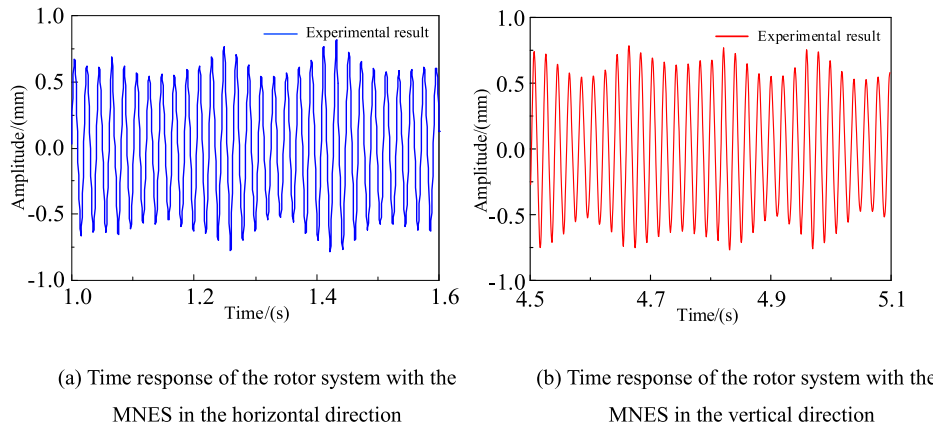 1.0
0.5
0.0
-0.5
-1.0
Amplitude/(mm)
Experimental result
1.0
1.2
1.4
1.6
Time/(s)
1.0
0.5
0.0
-0.5
-1.0
Amplitude/(mm)
Experimental result
4.5
4.7
4.9
5.1
Time/(s)
(a) Time response of the rotor system with the
MNES in the horizontal direction
(b) Time response of the rotor system with the
MNES in the vertical direction